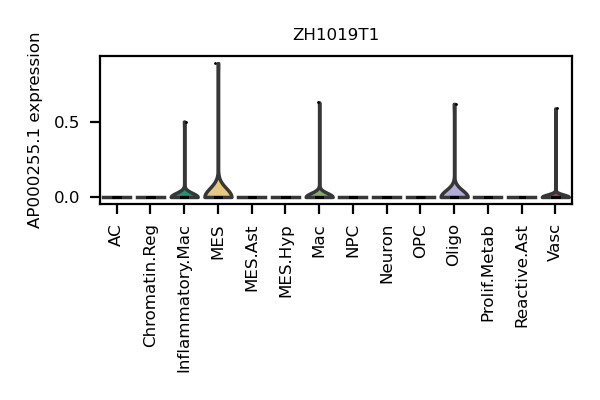 ZH1019T1
AP000255.1 expression
0.5
0.0
AC
Chromatin.Reg
Inflammatory.Mac
MES
MES.Ast
MES.Hyp
Mac
NPC
Neuron
OPC
Oligo
Prolif.Metab
Reactive.Ast
Vasc